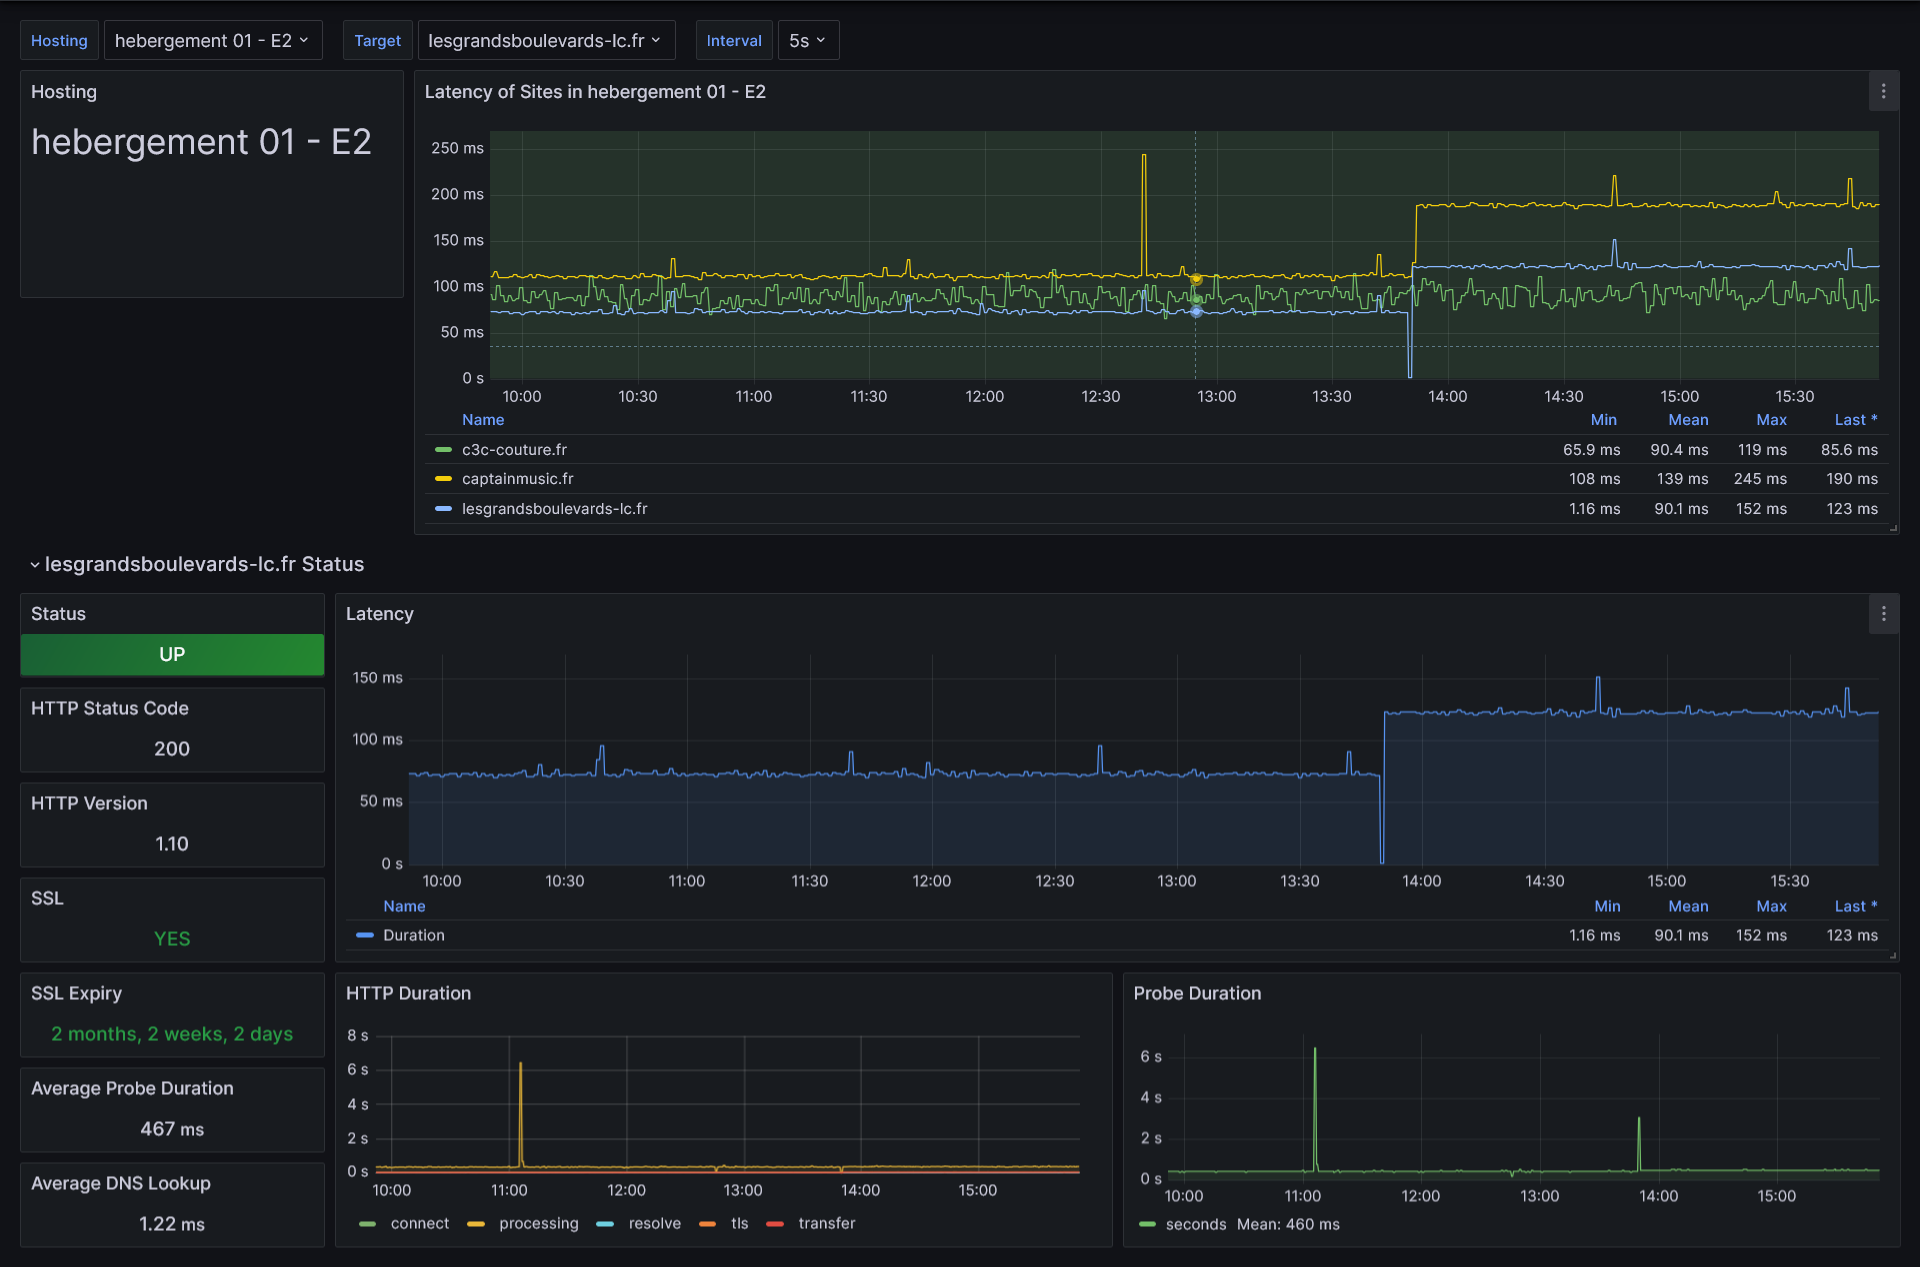 Hosting hebergement 01 - E2 Target lesgrandsboulevards-lc.fr Interval 5s
Hosting
hebergement 01 - E2
Latency of Sites in hebergement 01 - E2
250 ms
200 ms
150 ms
100 ms
50 ms
0 s
10:00 10:30 11:00 11:30 12:00 12:30 13:00 13:30 14:00 14:30 15:00 15:30
Name Min Mean Max Last *
c3c-couture.fr 65.9 ms 90.4 ms 119 ms 85.6 ms
captainmusic.fr 108 ms 139 ms 245 ms 190 ms
lesgrandsboulevards-lc.fr 1.16 ms 90.1 ms 152 ms 123 ms
lesgrandsboulevards-lc.fr Status
Status
UP
HTTP Status Code
200
HTTP Version
1.10
SSL
YES
SSL Expiry
2 months, 2 weeks, 2 days
Average Probe Duration
467 ms
Average DNS Lookup
1.22 ms
Latency
150 ms
100 ms
50 ms
0 s
10:00 10:30 11:00 11:30 12:00 12:30 13:00 13:30 14:00 14:30 15:00 15:30
Name Min Mean Max Last *
Duration 1.16 ms 90.1 ms 152 ms 123 ms
HTTP Duration
8 s
6 s
4 s
2 s
0 s
10:00 11:00 12:00 13:00 14:00 15:00
connect processing resolve tls transfer
Probe Duration
6 s
4 s
2 s
0 s
10:00 11:00 12:00 13:00 14:00 15:00
seconds Mean: 460 ms